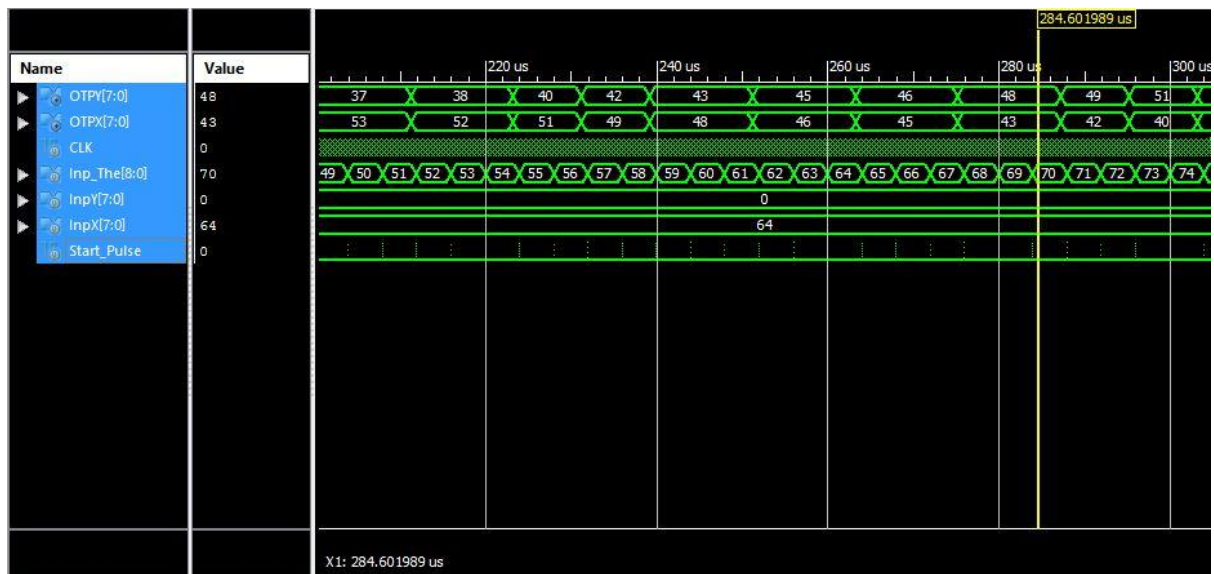 284.601989 us
Name Value 220 us 240 us 260 us 280 us 300 us
OTPY[7:0] 48 37 38 40 42 43 45 46 48 49 51
OTPX[7:0] 43 53 52 51 49 48 46 45 43 42 40
CLK 0
Inp_The[8:0] 70 49 50 51 52 53 54 55 56 57 58 59 60 61 62 63 64 65 66 67 68 69 70 71 72 73 74
InpY[7:0] 0 0
InpX[7:0] 64 64
Start_Pulse 0
X1: 284.601989 us